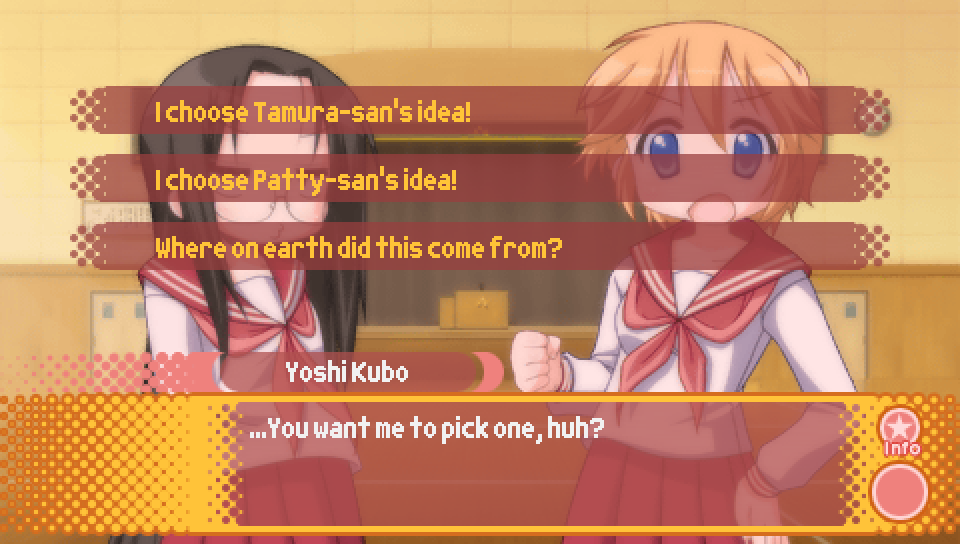 I choose Tamura-san's idea!
I choose Patty-san's idea!
Where on earth did this come from?
Yoshi Kubo
...You want me to pick one, huh?
Info